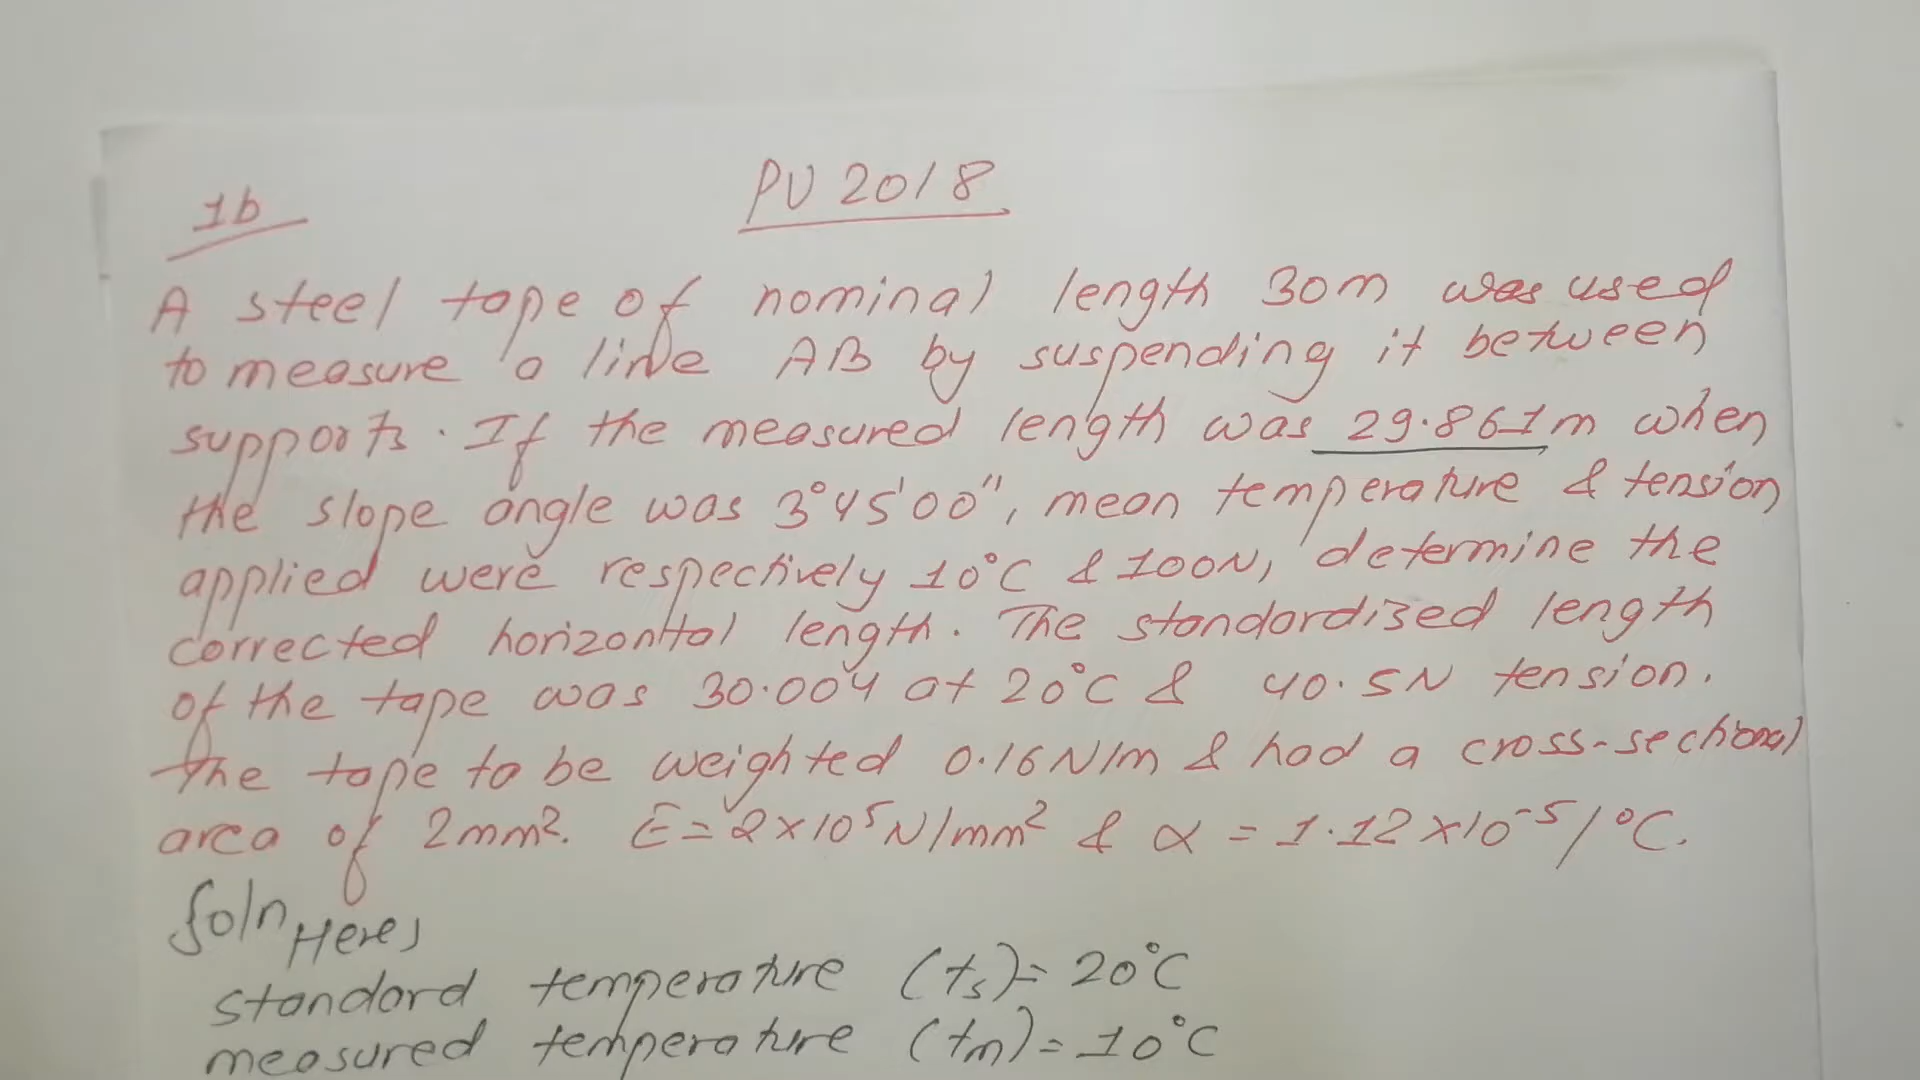 PU 2018
1b
A steel tape of nominal length 30m was used
to measure a line AB by suspending it between
supports. If the measured length was 29.861m when
the slope angle was 3°45'00", mean temperature & tension
applied were respectively 10°C & 100N, determine the
corrected horizontal length. The standardized length
of the tape was 30.004 at 20°C & 40.5N tension.
The tape to be weighted 0.16N/m & had a cross-sectional
area of 2mm². E=2×10⁵N/mm² & α = 1.12×10⁻⁵/°C.
Soln Here,
standard temperature (ts)= 20°C
measured temperature (tm)= 10°C